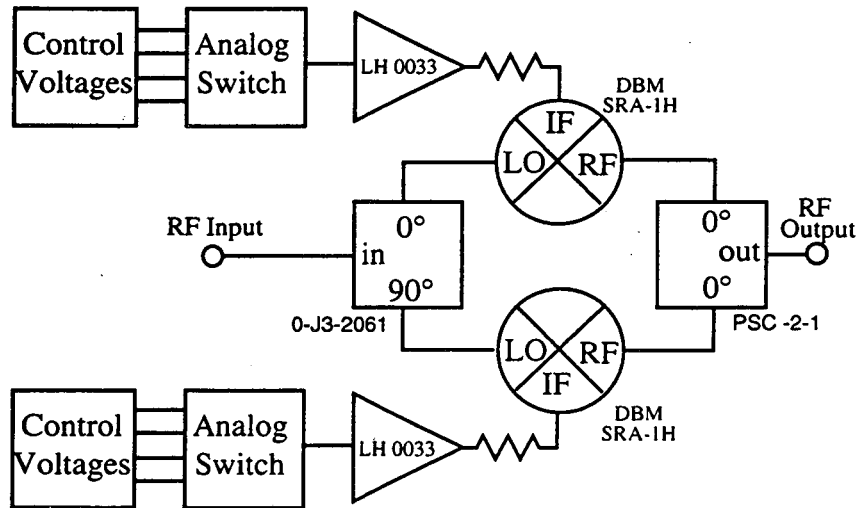 Control
Voltages
Analog
Switch
LH 0033
DBM
SRA-1H
IF
LO
RF
RF Input
0°
in
90°
0-J3-2061
0°
out
0°
PSC -2-1
RF
Output
LO
RF
IF
DBM
SRA-1H
Control
Voltages
Analog
Switch
LH 0033